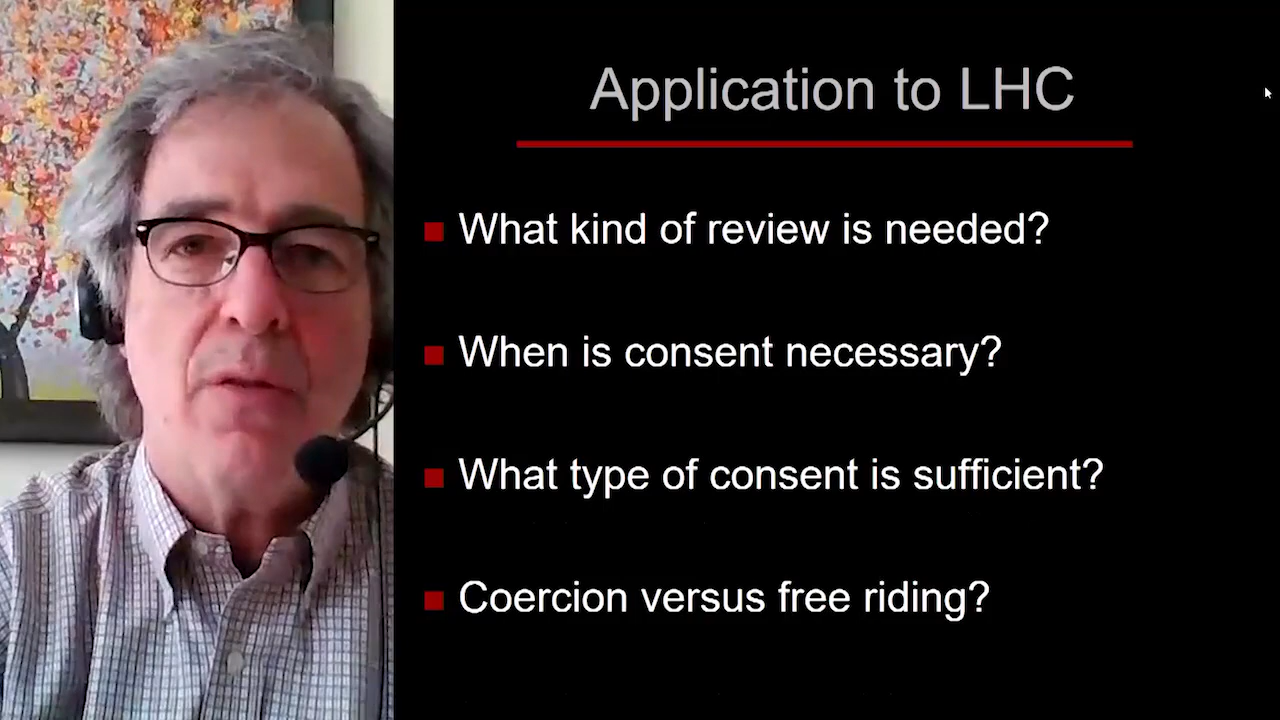 Application to LHC
What kind of review is needed?
When is consent necessary?
What type of consent is sufficient?
Coercion versus free riding?